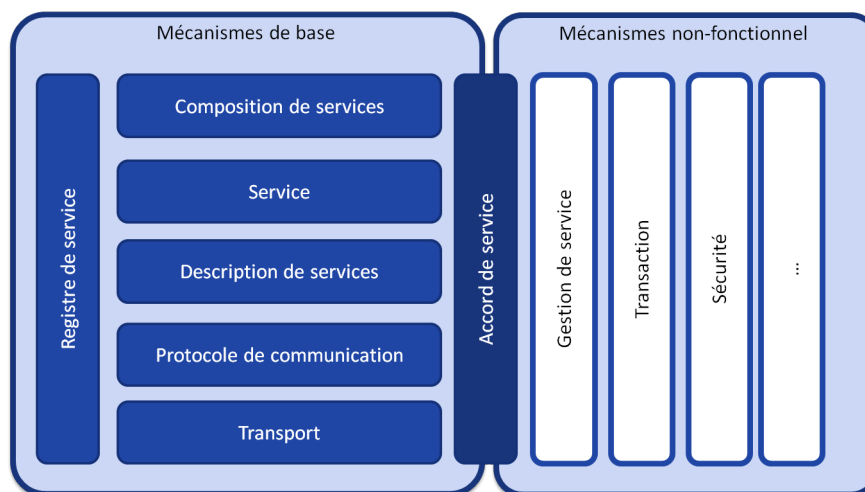 Mécanismes de base
Registre de service
Composition de services
Service
Description de services
Protocole de communication
Transport
Accord de service
Mécanismes non-fonctionnel
Gestion de service
Transaction
Sécurité
...